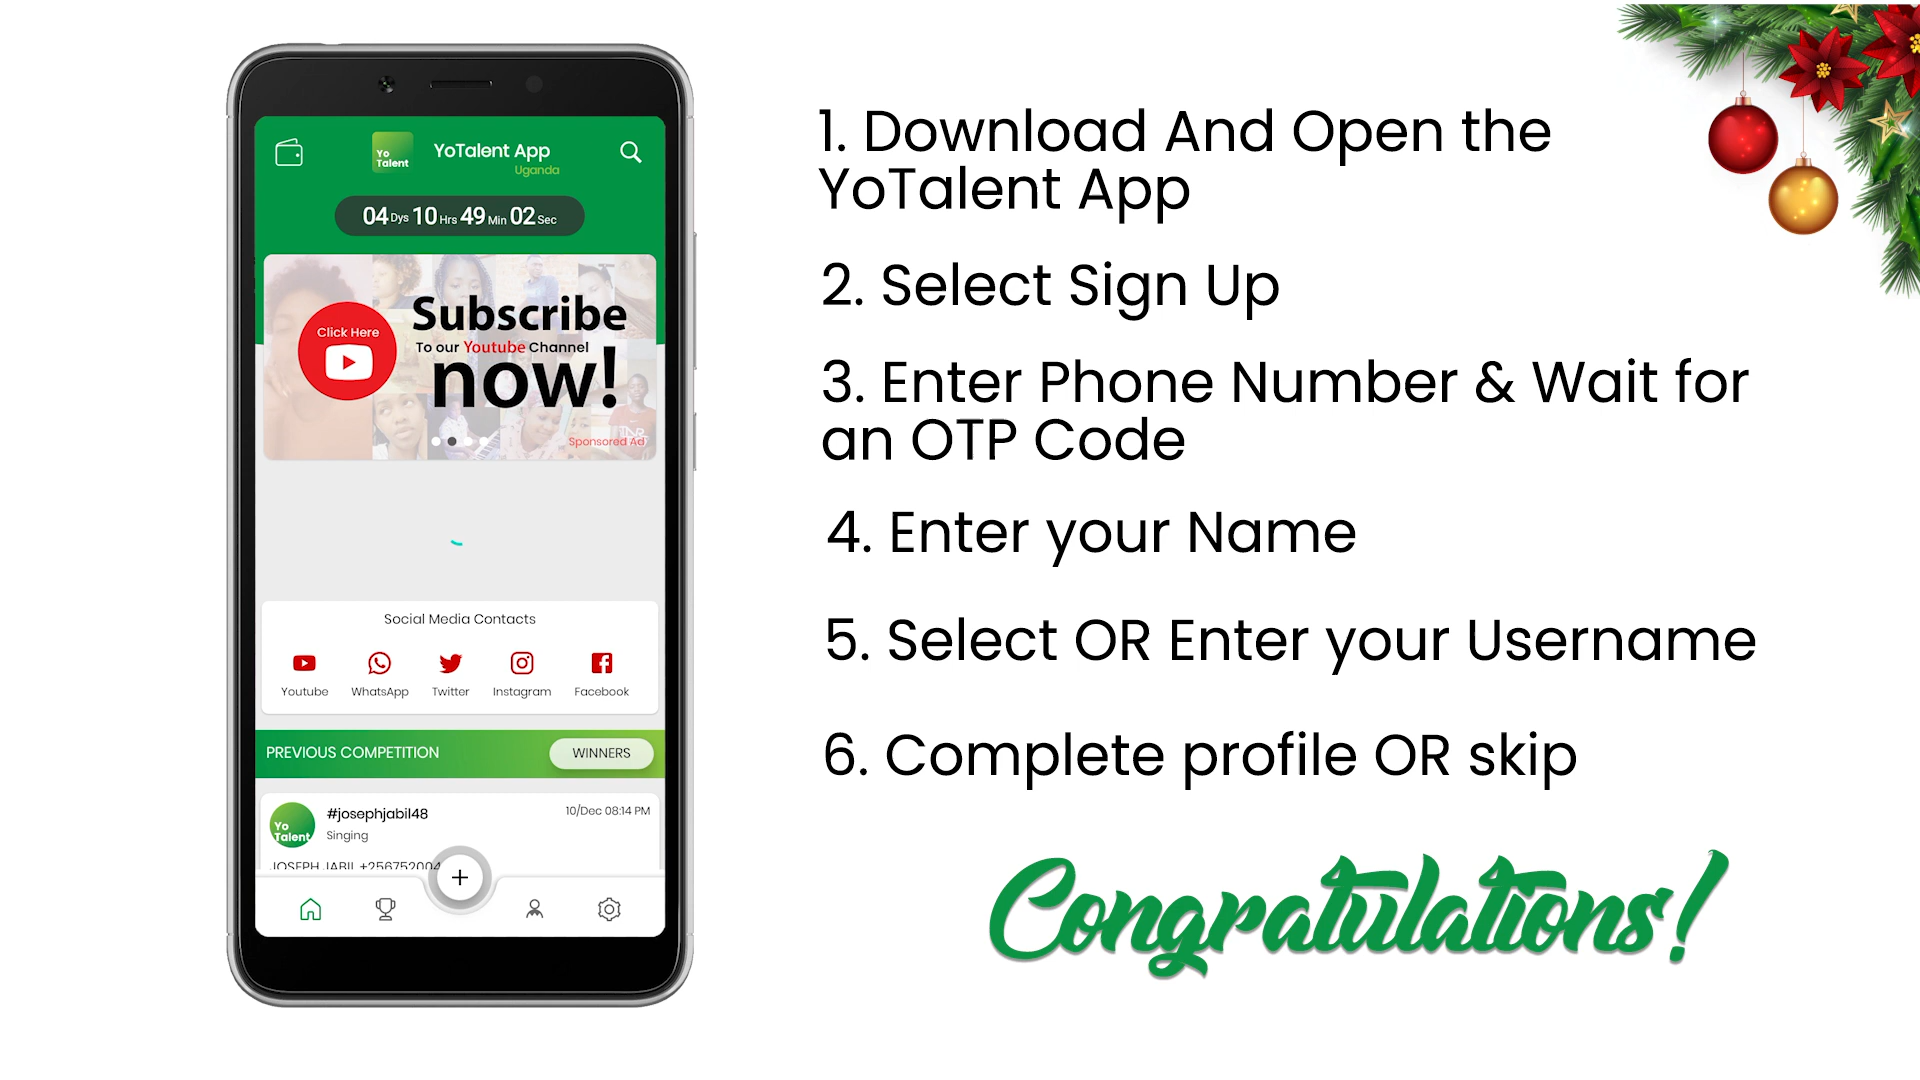 Yo
Talent
YoTalent App
Uganda
04 Dys 10 Hrs 49 Min 02 Sec
Click Here
Subscribe
To our Youtube Channel
now!
Sponsored Ad
Social Media Contacts
Youtube WhatsApp Twitter Instagram Facebook
PREVIOUS COMPETITION WINNERS
Yo
Talent
#josephjabil48
10/Dec 08:14 PM
Singing
JOSEPH JABIL +256752004
1. Download And Open the
YoTalent App
2. Select Sign Up
3. Enter Phone Number & Wait for
an OTP Code
4. Enter your Name
5. Select OR Enter your Username
6. Complete profile OR skip
Congratulations!